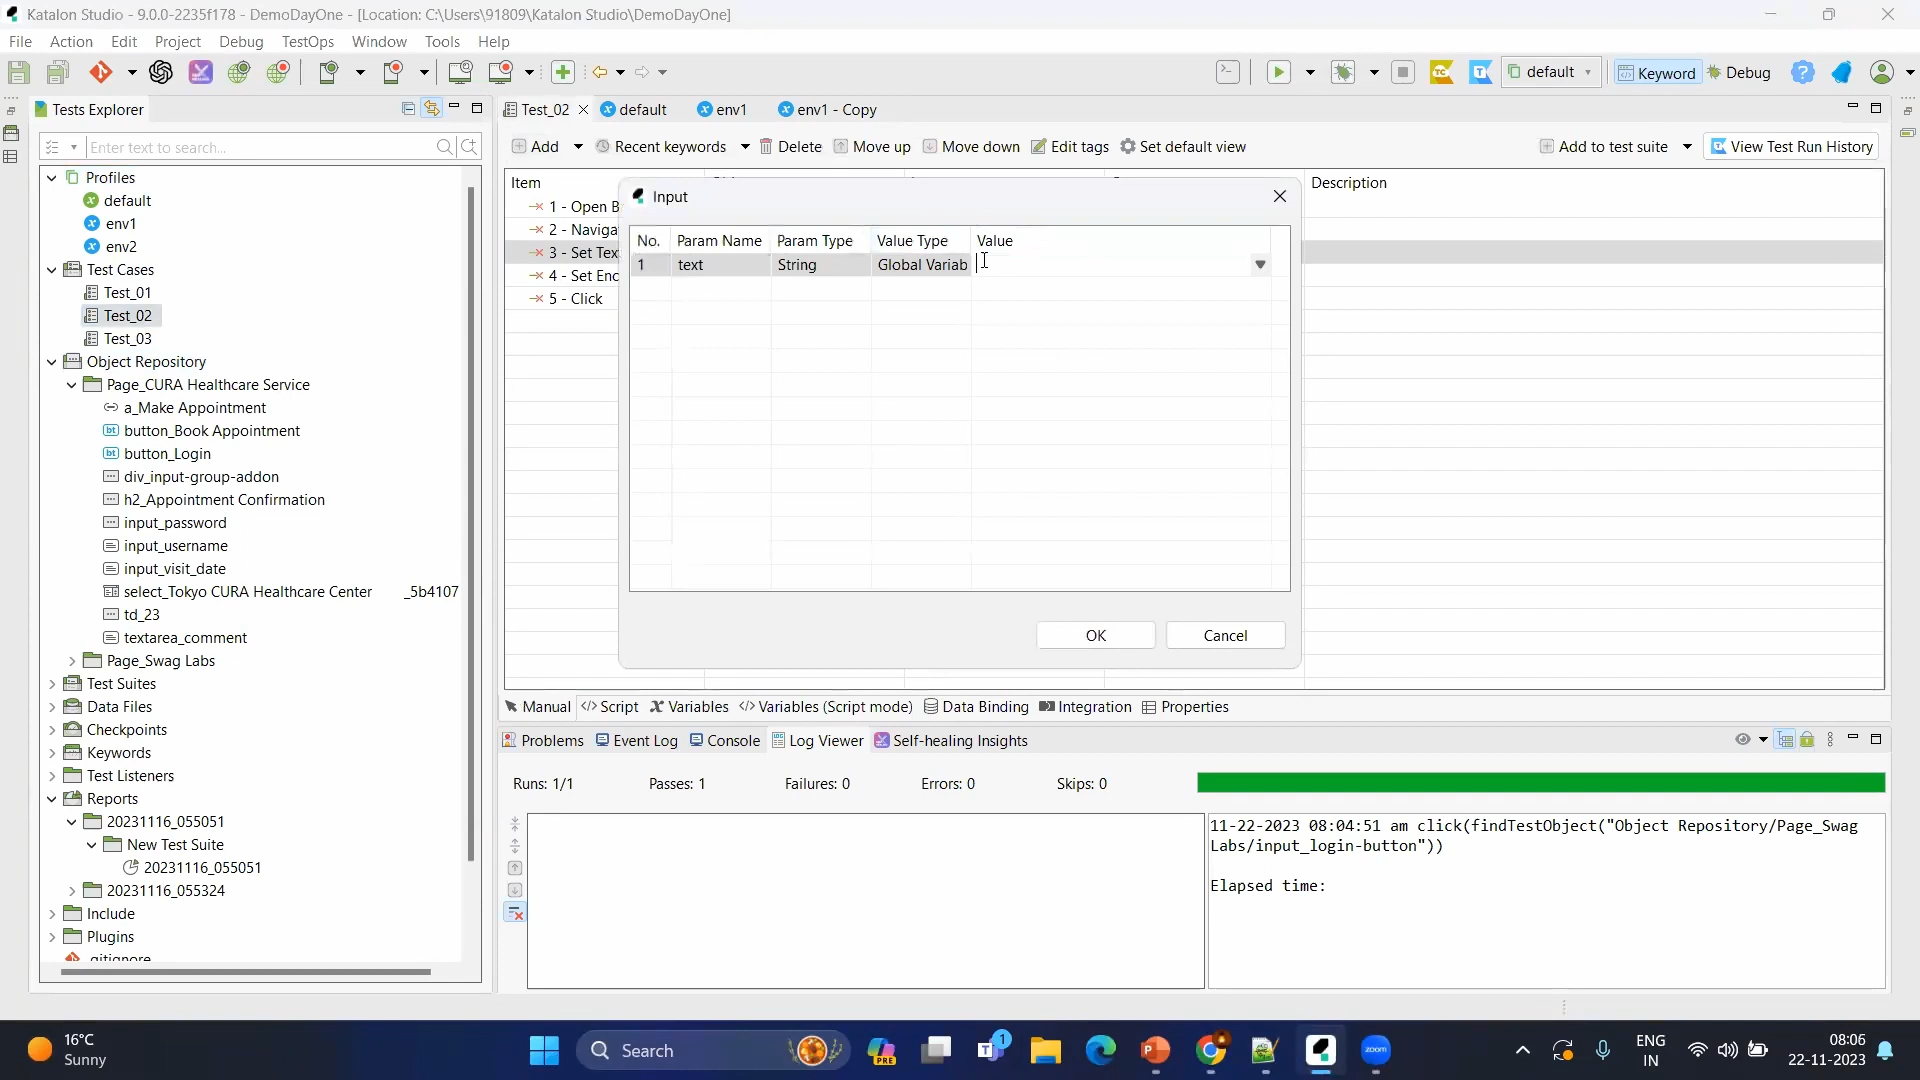 Katalon Studio - 9.0.0-2235f178 - DemoDayOne - [Location: C:\Users\91809\Katalon Studio\DemoDayOne]
File Action Edit Project Debug TestOps Window Tools Help
default Keyword Debug
Tests Explorer
Enter text to search...
Profiles
default
env1
env2
Test Cases
Test_01
Test_02
Test_03
Object Repository
Page_CURA Healthcare Service
a_Make Appointment
button_Book Appointment
button_Login
div_input-group-addon
h2_Appointment Confirmation
input_password
input_username
input_visit_date
select_Tokyo CURA Healthcare Center _5b4107
td_23
textarea_comment
Page_Swag Labs
Test Suites
Data Files
Checkpoints
Keywords
Test Listeners
Reports
20231116_055051
New Test Suite
20231116_055051
20231116_055324
Include
Plugins
.gitignore
Test_02 default env1 env1 - Copy
Add Recent keywords Delete Move up Move down Edit tags Set default view Add to test suite View Test Run History
Item Description
1 - Open B
2 - Naviga
3 - Set Tex
4 - Set Enc
5 - Click
Input
No. Param Name Param Type Value Type Value
1 text String Global Variab
OK Cancel
Manual Script Variables Variables (Script mode) Data Binding Integration Properties
Problems Event Log Console Log Viewer Self-healing Insights
Runs: 1/1 Passes: 1 Failures: 0 Errors: 0 Skips: 0
11-22-2023 08:04:51 am click(findTestObject("Object Repository/Page_Swag
Labs/input_login-button"))
Elapsed time:
16°C
Sunny
Search
PRE
1
zoom
ENG
IN
08:06
22-11-2023